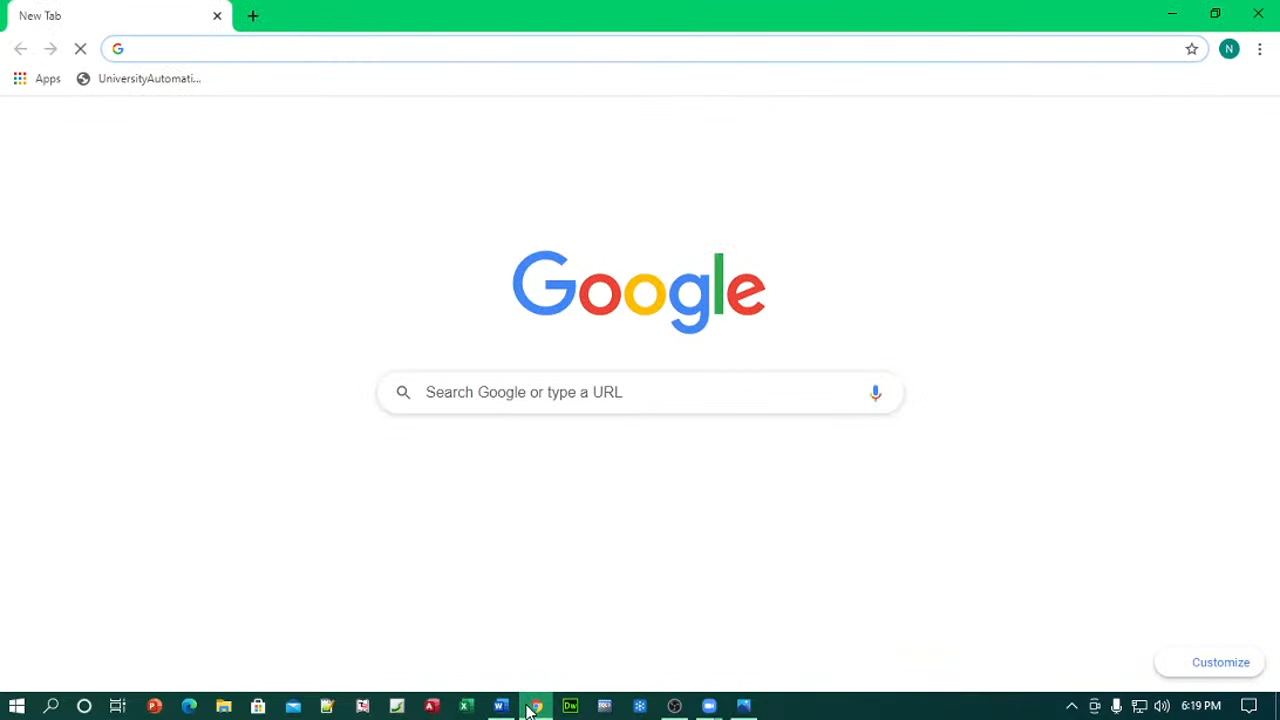 New Tab
Apps
UniversityAutomati...
N
Google
Search Google or type a URL
Customize
6:19 PM